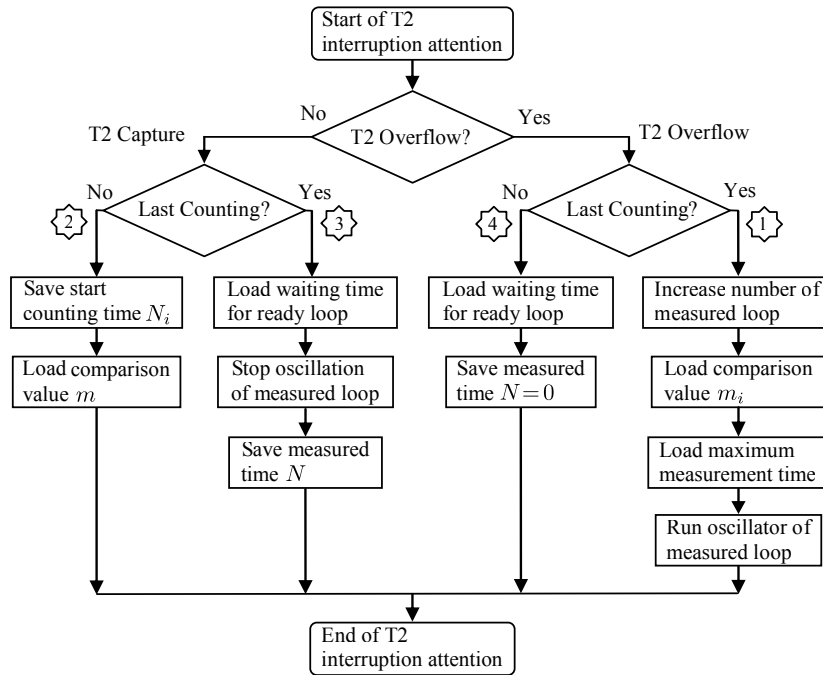 Start of T2
interruption attention
No
Yes
T2 Overflow?
T2 Capture
T2 Overflow
No
Yes
Last Counting?
2
3
No
Yes
Last Counting?
4
1
Save start
counting time N_i
Load comparison
value m
Load waiting time
for ready loop
Stop oscillation
of measured loop
Save measured
time N
Load waiting time
for ready loop
Save measured
time N = 0
Increase number of
measured loop
Load comparison
value m_i
Load maximum
measurement time
Run oscillator of
measured loop
End of T2
interruption attention